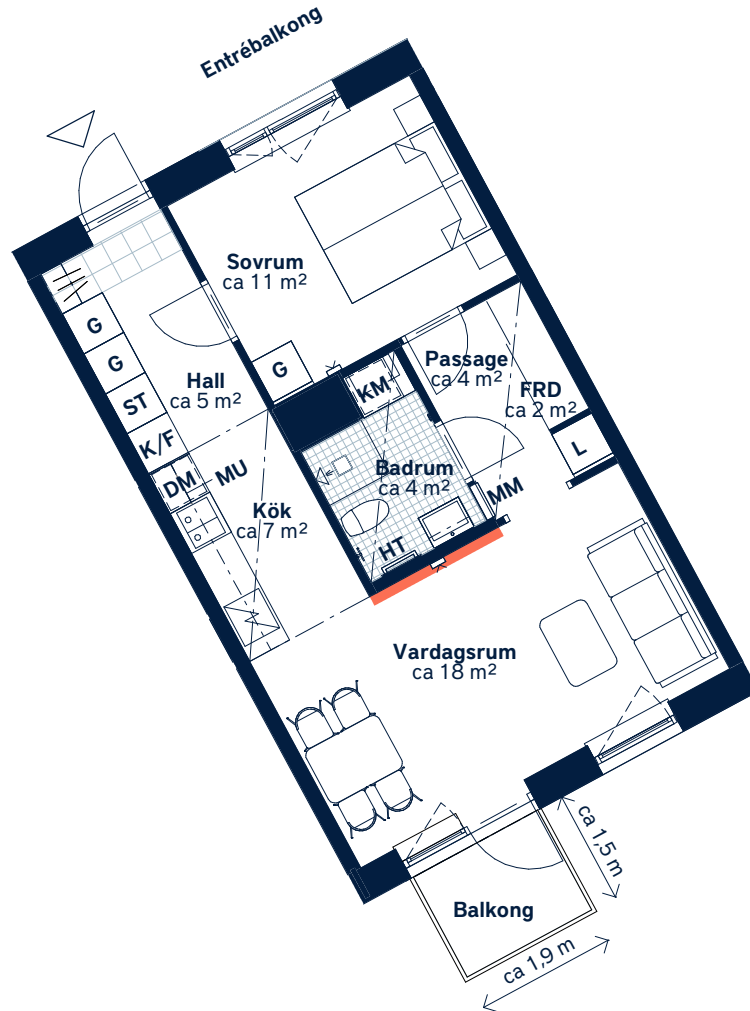 Entrébalkong
Sovrum
ca 11 m²
G
G
ST
K/F
DM
MU
Hall
ca 5 m²
G
KM
Passage
ca 4 m²
FRD
ca 2 m²
L
Badrum
ca 4 m²
MM
HT
Kök
ca 7 m²
Vardagsrum
ca 18 m²
Balkong
ca 1,5 m
ca 1,9 m